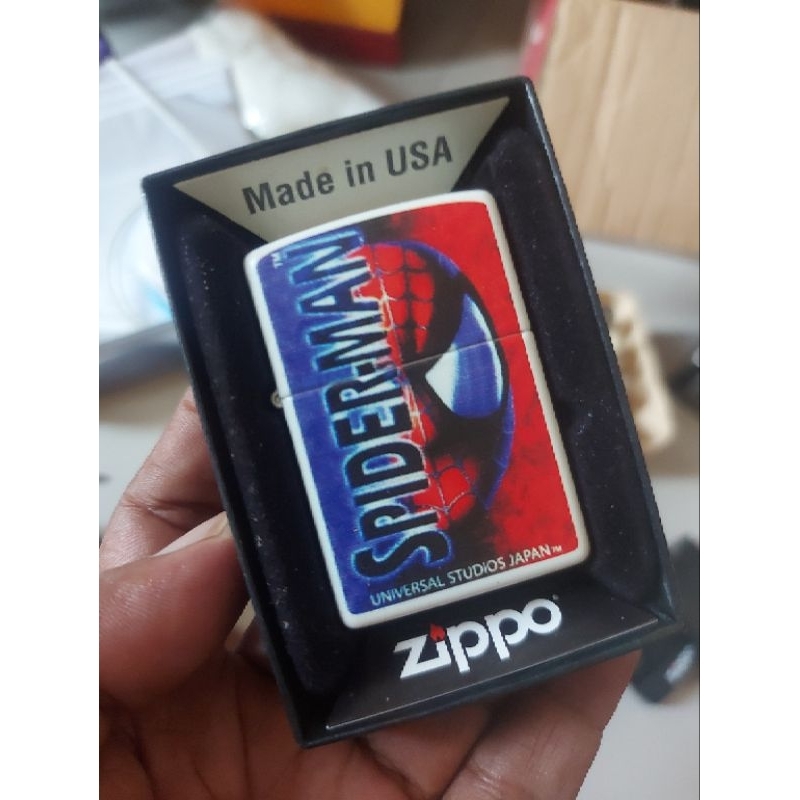 Made in USA
SPIDER-MAN™
UNIVERSAL STUDIOS JAPAN™
zippo®